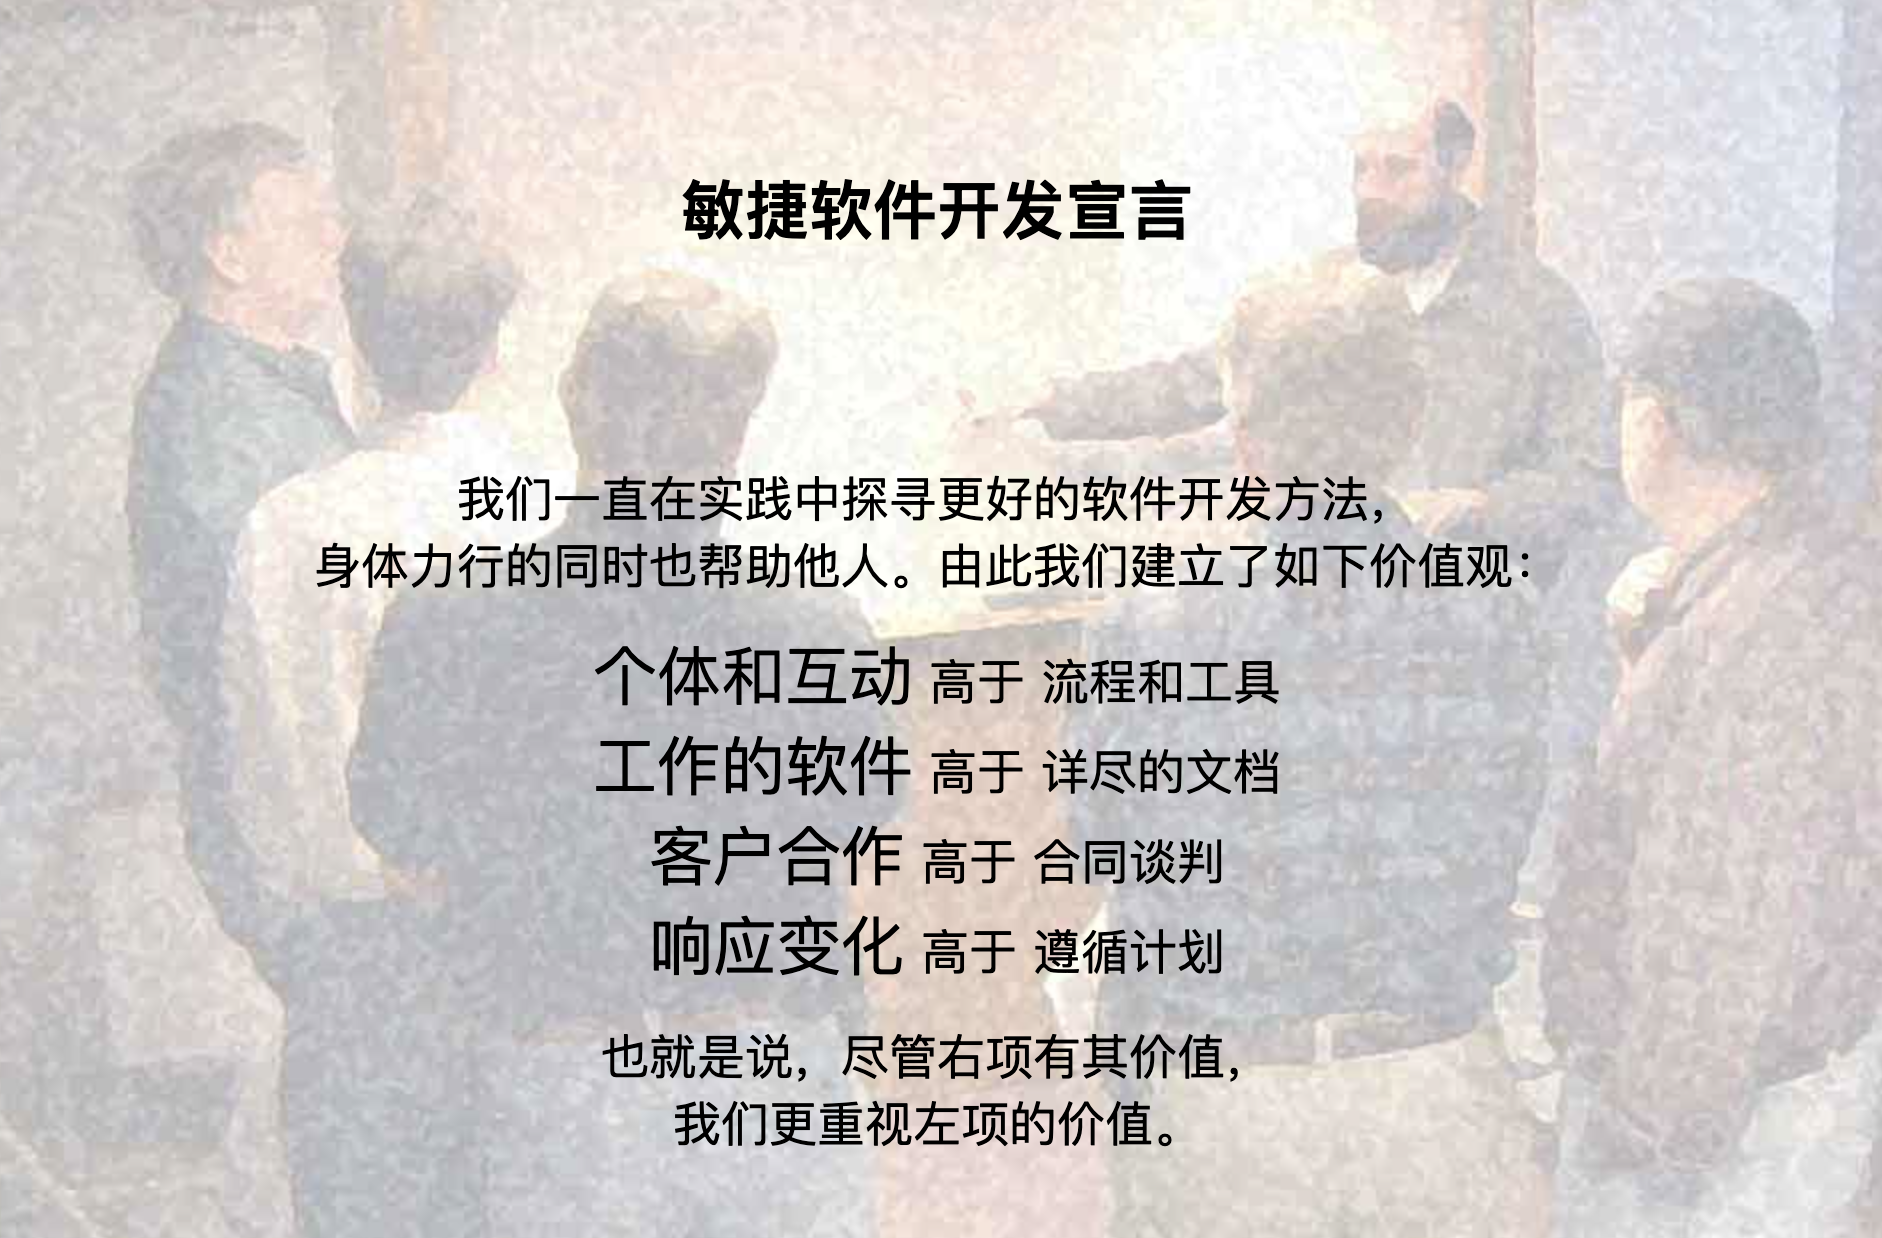 敏捷软件开发宣言
我们一直在实践中探寻更好的软件开发方法，
身体力行的同时也帮助他人。由此我们建立了如下价值观：
个体和互动 高于 流程和工具
工作的软件 高于 详尽的文档
客户合作 高于 合同谈判
响应变化 高于 遵循计划
也就是说，尽管右项有其价值，
我们更重视左项的价值。